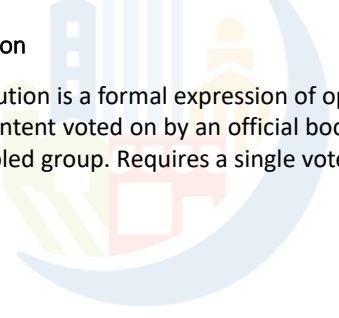 on
ution is a formal expression of op
ntent voted on by an official bod
oled group. Requires a single vote